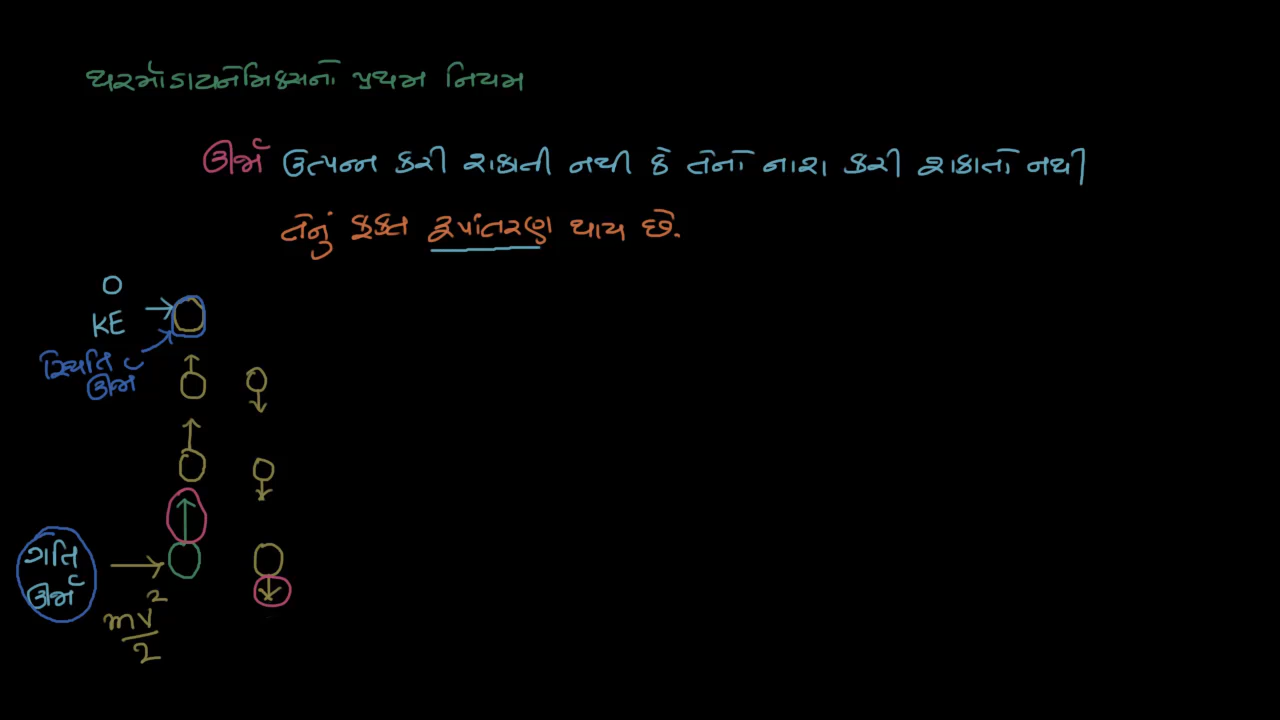 થરમોડાયનેમિક્સનો પ્રથમ નિયમ
ઊર્જા ઉત્પન્ન કરી શકાતી નથી કે તેનો નાશ કરી શકાતો નથી
તેનું ફક્ત રૂપાંતરણ થાય છે.
0
KE
સ્થિતિ
ઊર્જા
ગતિ
ઊર્જા
mv²/2